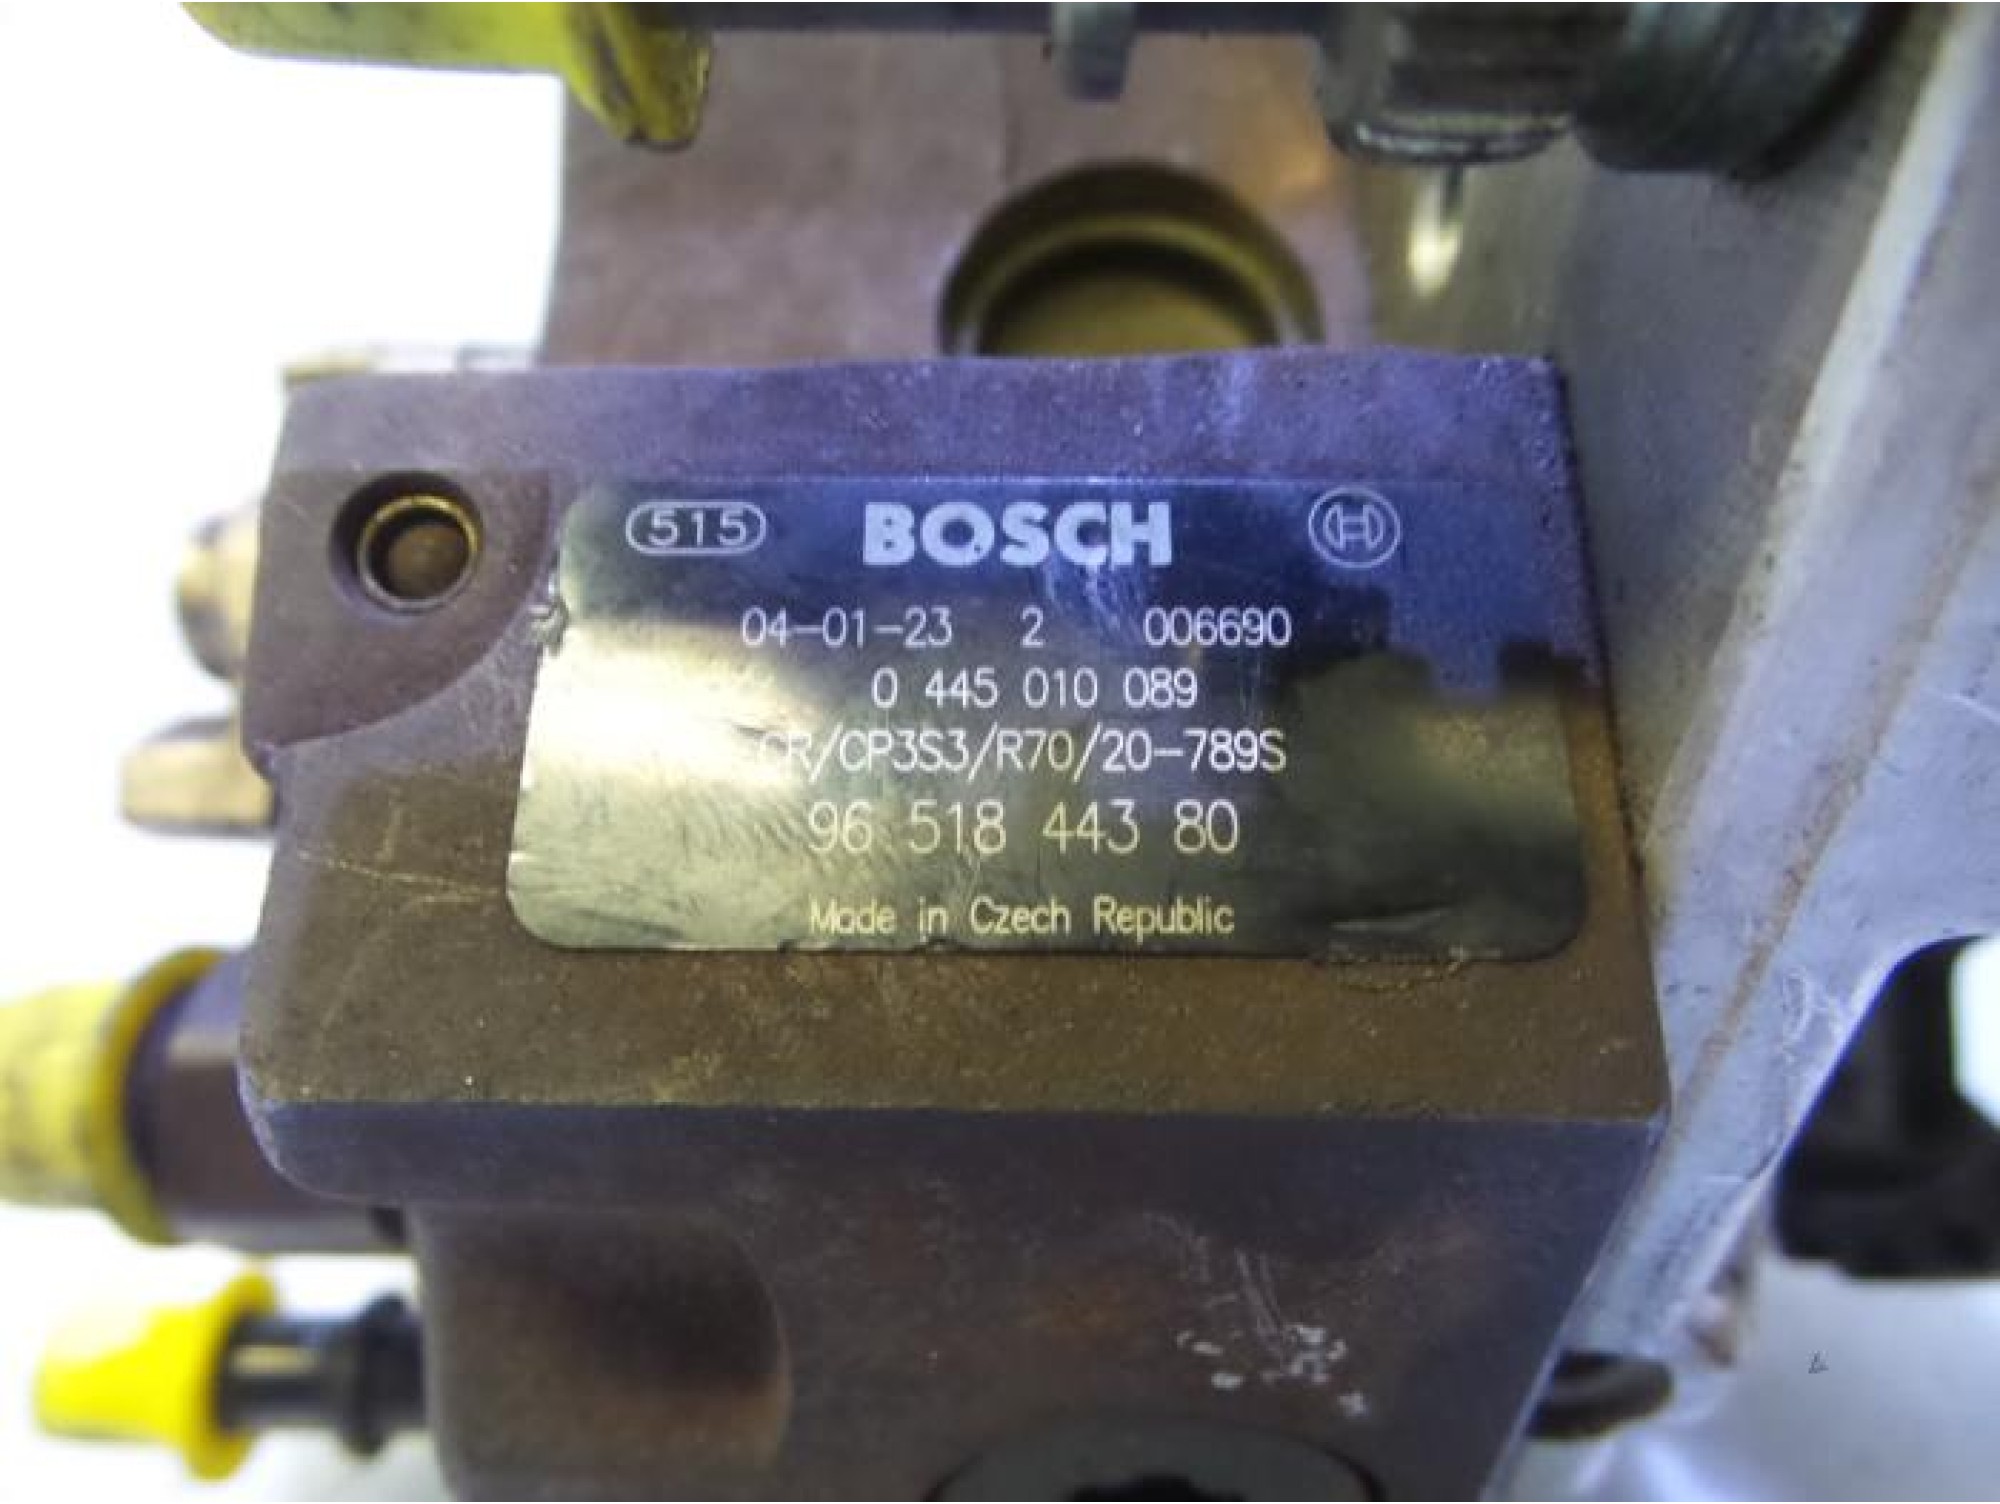 515 BOSCH
04-01-23 2 006690
0 445 010 089
CR/CP3S3/R70/20-789S
96 518 443 80
Made in Czech Republic